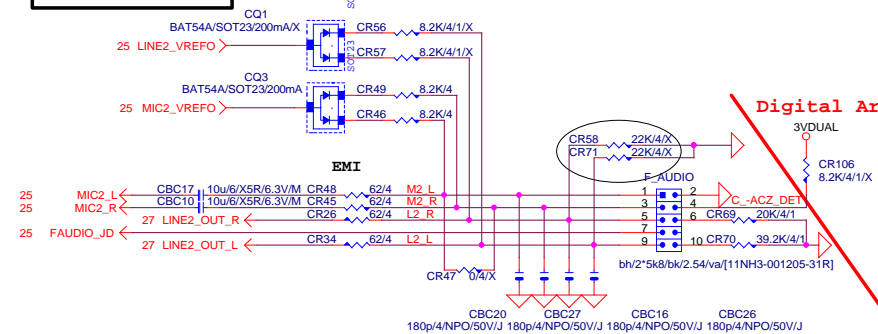 SO
CQ1
BAT54A/SOT23/200mA/X
CR56 8.2K/4/1/X
25 LINE2_VREFO
SOT23
CR57 8.2K/4/1/X
CQ3
BAT54A/SOT23/200mA
CR49 8.2K/4
25 MIC2_VREFO
CR46 8.2K/4
Digital Ar
3VDUAL
CR58 22K/4/X
CR71 22K/4/X
CR106
8.2K/4/1/X
EMI
F_AUDIO
25 MIC2_L CBC17 10u/6/X5R/6.3V/M CR48 62/4 M2_L 1 2
25 MIC2_R CBC10 10u/6/X5R/6.3V/M CR45 62/4 M2_R 3 4 C_-ACZ_DET
27 LINE2_OUT_R CR26 62/4 L2_R 5 6 CR69 20K/4/1
25 FAUDIO_JD 7
27 LINE2_OUT_L CR34 62/4 L2_L 9 10 CR70 39.2K/4/1
bh/2*5k8/bk/2.54/va/[11NH3-001205-31R]
CR47 0/4/X
CBC20 CBC27 CBC16 CBC26
180p/4/NPO/50V/J 180p/4/NPO/50V/J 180p/4/NPO/50V/J 180p/4/NPO/50V/J